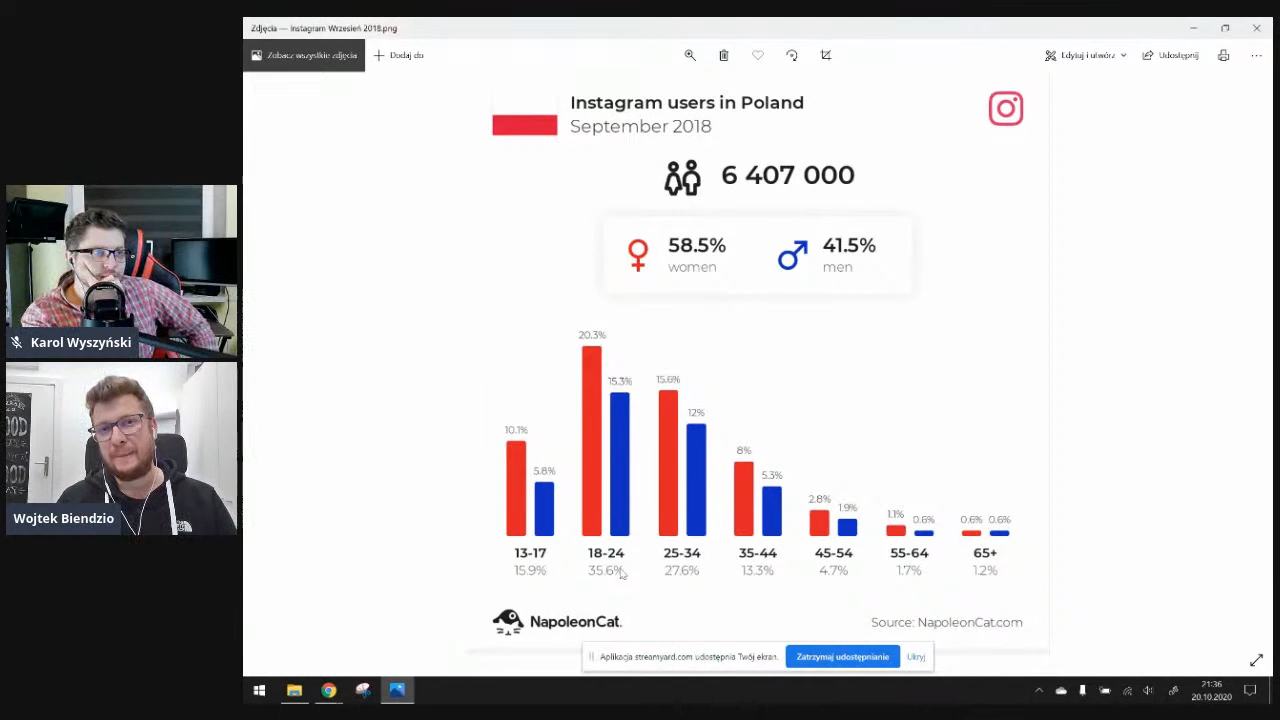 Zdjęcia — instagram Wrzesień 2018.png
Zobacz wszystkie zdjęcia
Dodaj do
Edytuj i utwórz
Udostępnij
Instagram users in Poland
September 2018
6 407 000
58.5%
women
41.5%
men
20.3%
15.3%
15.6%
12%
10.1%
5.8%
8%
5.3%
2.8%
1.9%
1.1%
0.6%
0.6%
0.6%
13-17
18-24
25-34
35-44
45-54
55-64
65+
15.9%
35.6%
27.6%
13.3%
4.7%
1.7%
1.2%
NapoleonCat.
Source: NapoleonCat.com
Karol Wyszyński
Wojtek Biendzio
Aplikacja streamyard.com udostępnia Twój ekran.
Zatrzymaj udostępnianie
Ukryj
21:36
20.10.2020